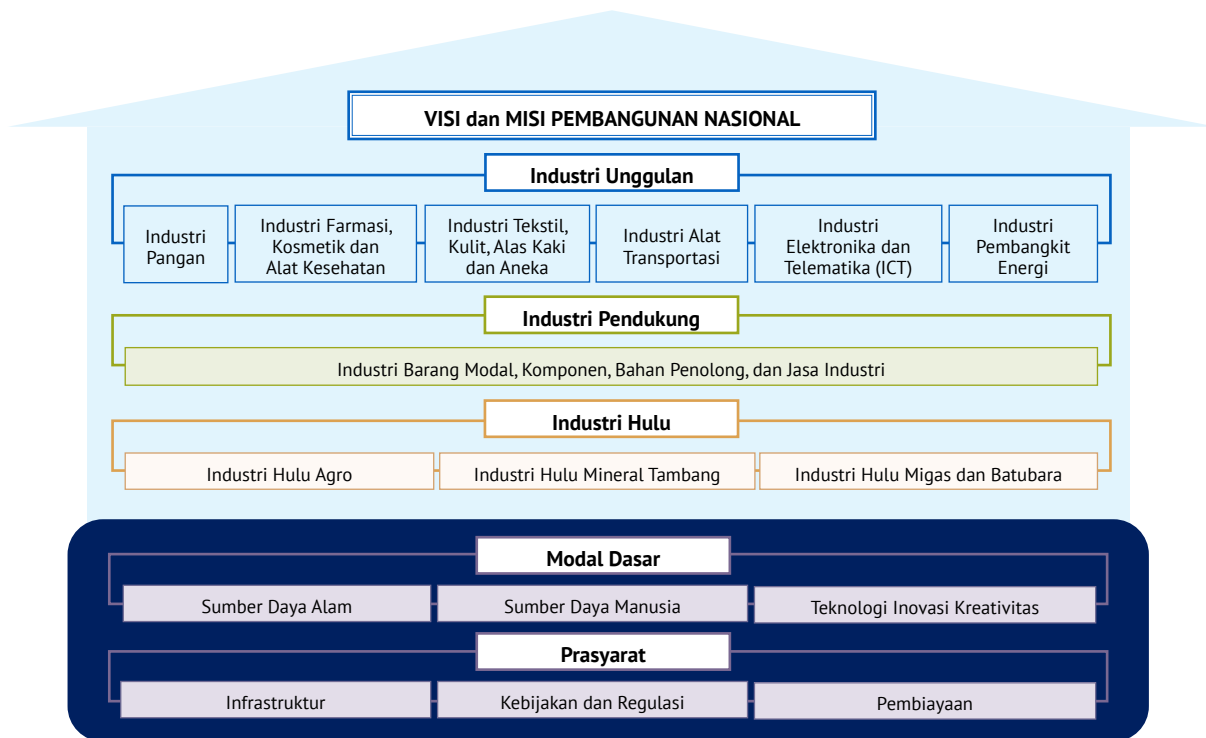 VISI dan MISI PEMBANGUNAN NASIONAL
Industri Unggulan
Industri
Pangan
Industri Farmasi,
Kosmetik dan
Alat Kesehatan
Industri Tekstil,
Kulit, Alas Kaki
dan Aneka
Industri Alat
Transportasi
Industri
Elektronika dan
Telematika (ICT)
Industri
Pembangkit
Energi
Industri Pendukung
Industri Barang Modal, Komponen, Bahan Penolong, dan Jasa Industri
Industri Hulu
Industri Hulu Agro
Industri Hulu Mineral Tambang
Industri Hulu Migas dan Batubara
Modal Dasar
Sumber Daya Alam
Sumber Daya Manusia
Teknologi Inovasi Kreativitas
Prasyarat
Infrastruktur
Kebijakan dan Regulasi
Pembiayaan